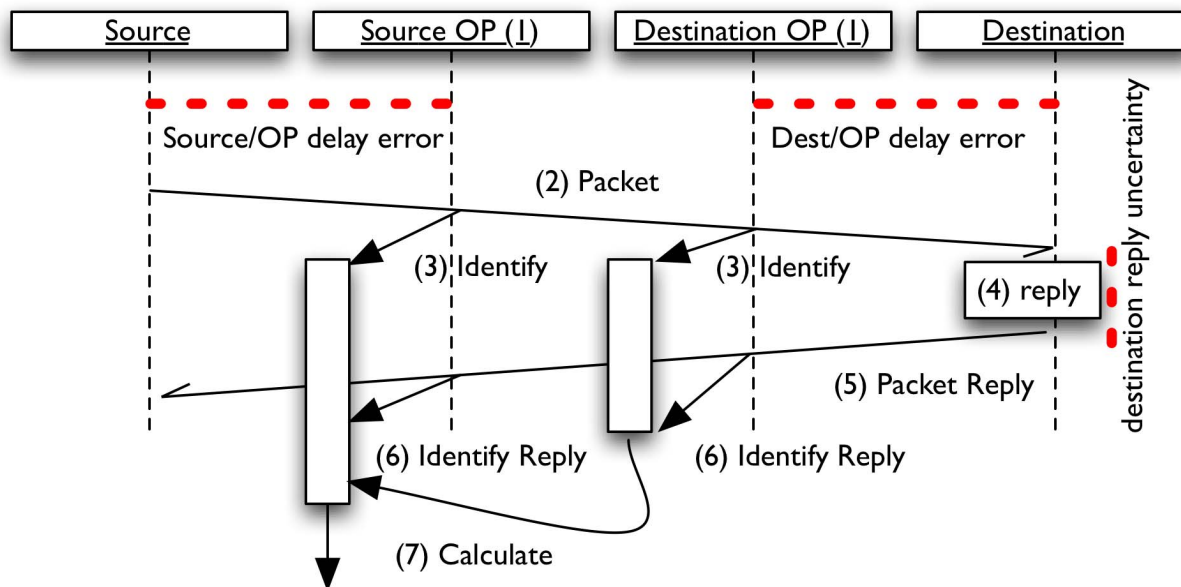 Source
Source OP (1)
Destination OP (1)
Destination
Source/OP delay error
Dest/OP delay error
destination reply uncertainty
(2) Packet
(3) Identify
(3) Identify
(4) reply
(5) Packet Reply
(6) Identify Reply
(6) Identify Reply
(7) Calculate